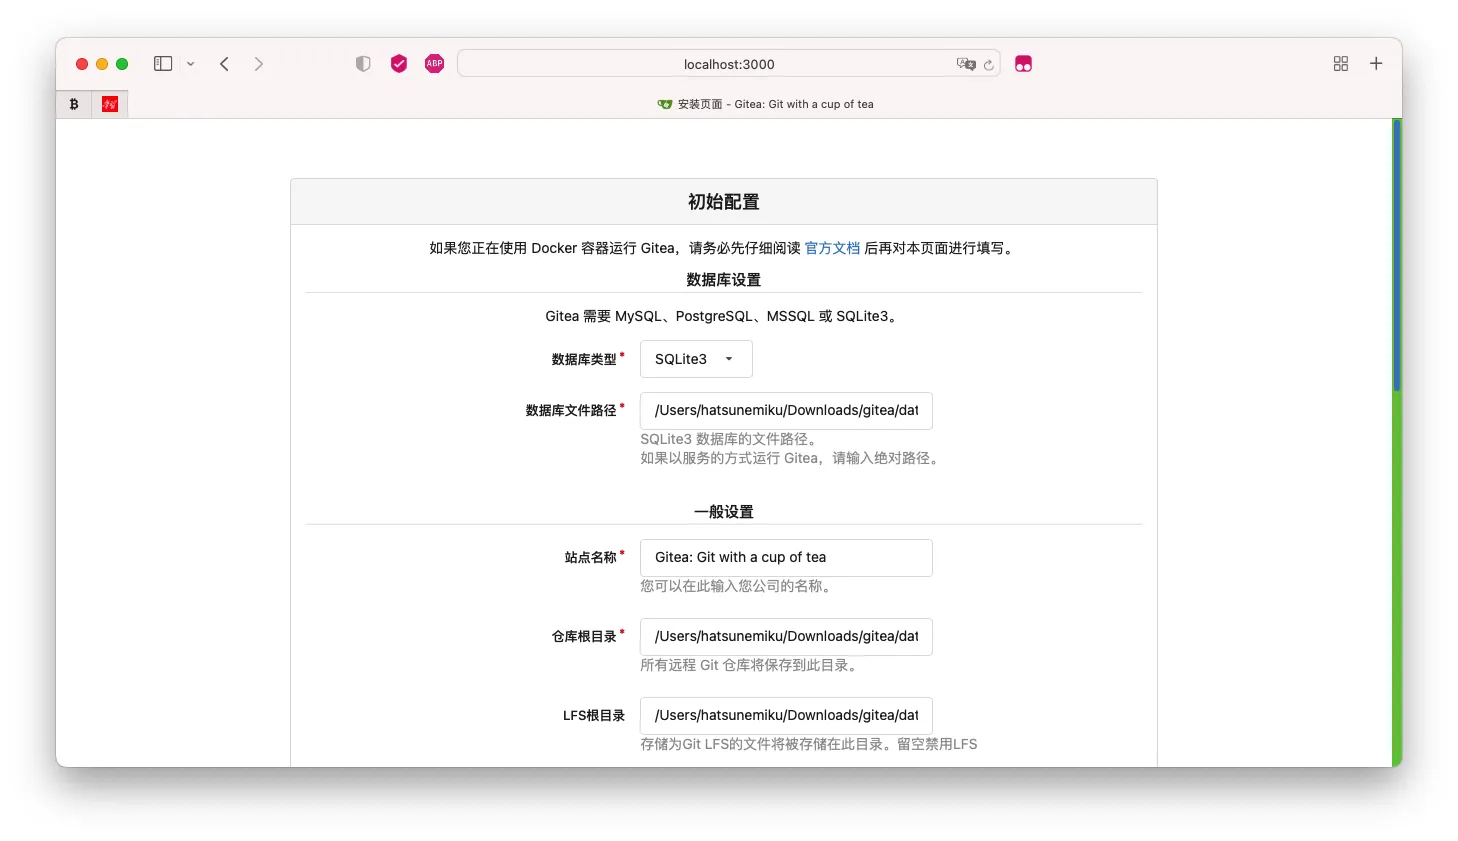 ABP
localhost:3000
安装页面 - Gitea: Git with a cup of tea
初始配置
如果您正在使用 Docker 容器运行 Gitea，请务必先仔细阅读 官方文档 后再对本页面进行填写。
数据库设置
Gitea 需要 MySQL、PostgreSQL、MSSQL 或 SQLite3。
数据库类型*
SQLite3
数据库文件路径*
/Users/hatsunemiku/Downloads/gitea/dat
SQLite3 数据库的文件路径。
如果以服务的方式运行 Gitea，请输入绝对路径。
一般设置
站点名称*
Gitea: Git with a cup of tea
您可以在此输入您公司的名称。
仓库根目录*
/Users/hatsunemiku/Downloads/gitea/dat
所有远程 Git 仓库将保存到此目录。
LFS根目录
/Users/hatsunemiku/Downloads/gitea/dat
存储为Git LFS的文件将被存储在此目录。留空禁用LFS